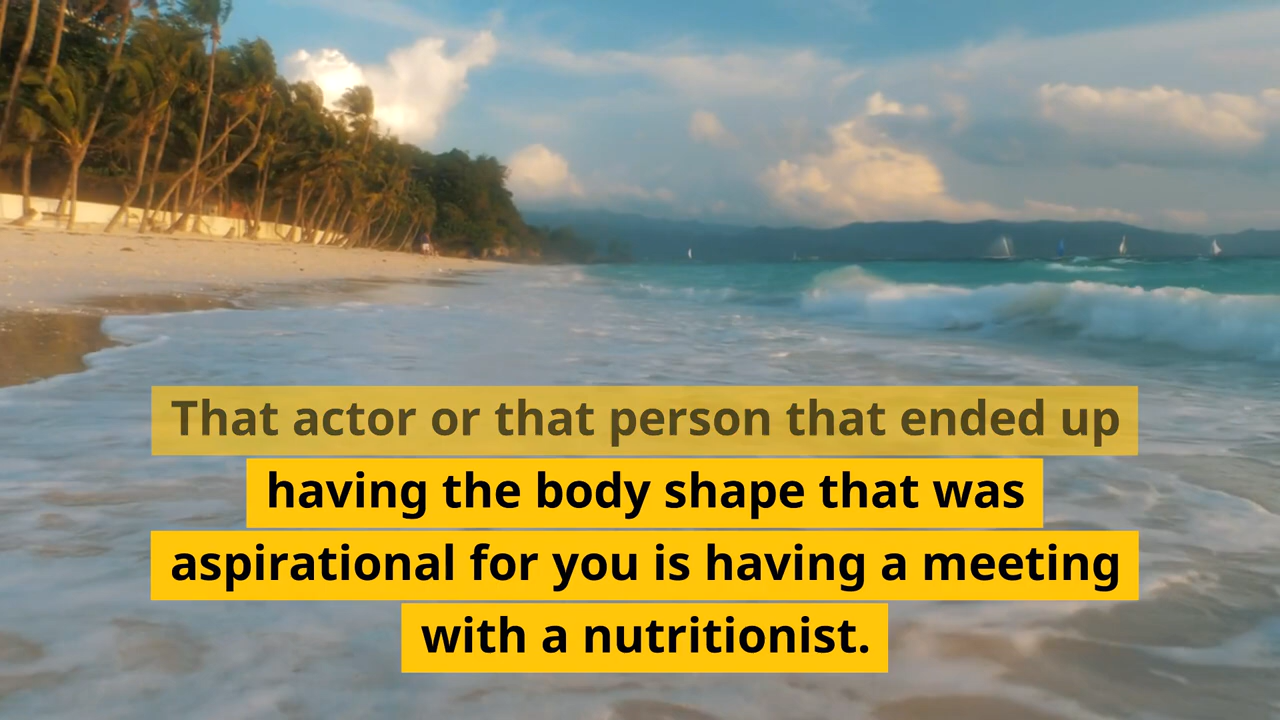 That actor or that person that ended up
having the body shape that was
aspirational for you is having a meeting
with a nutritionist.